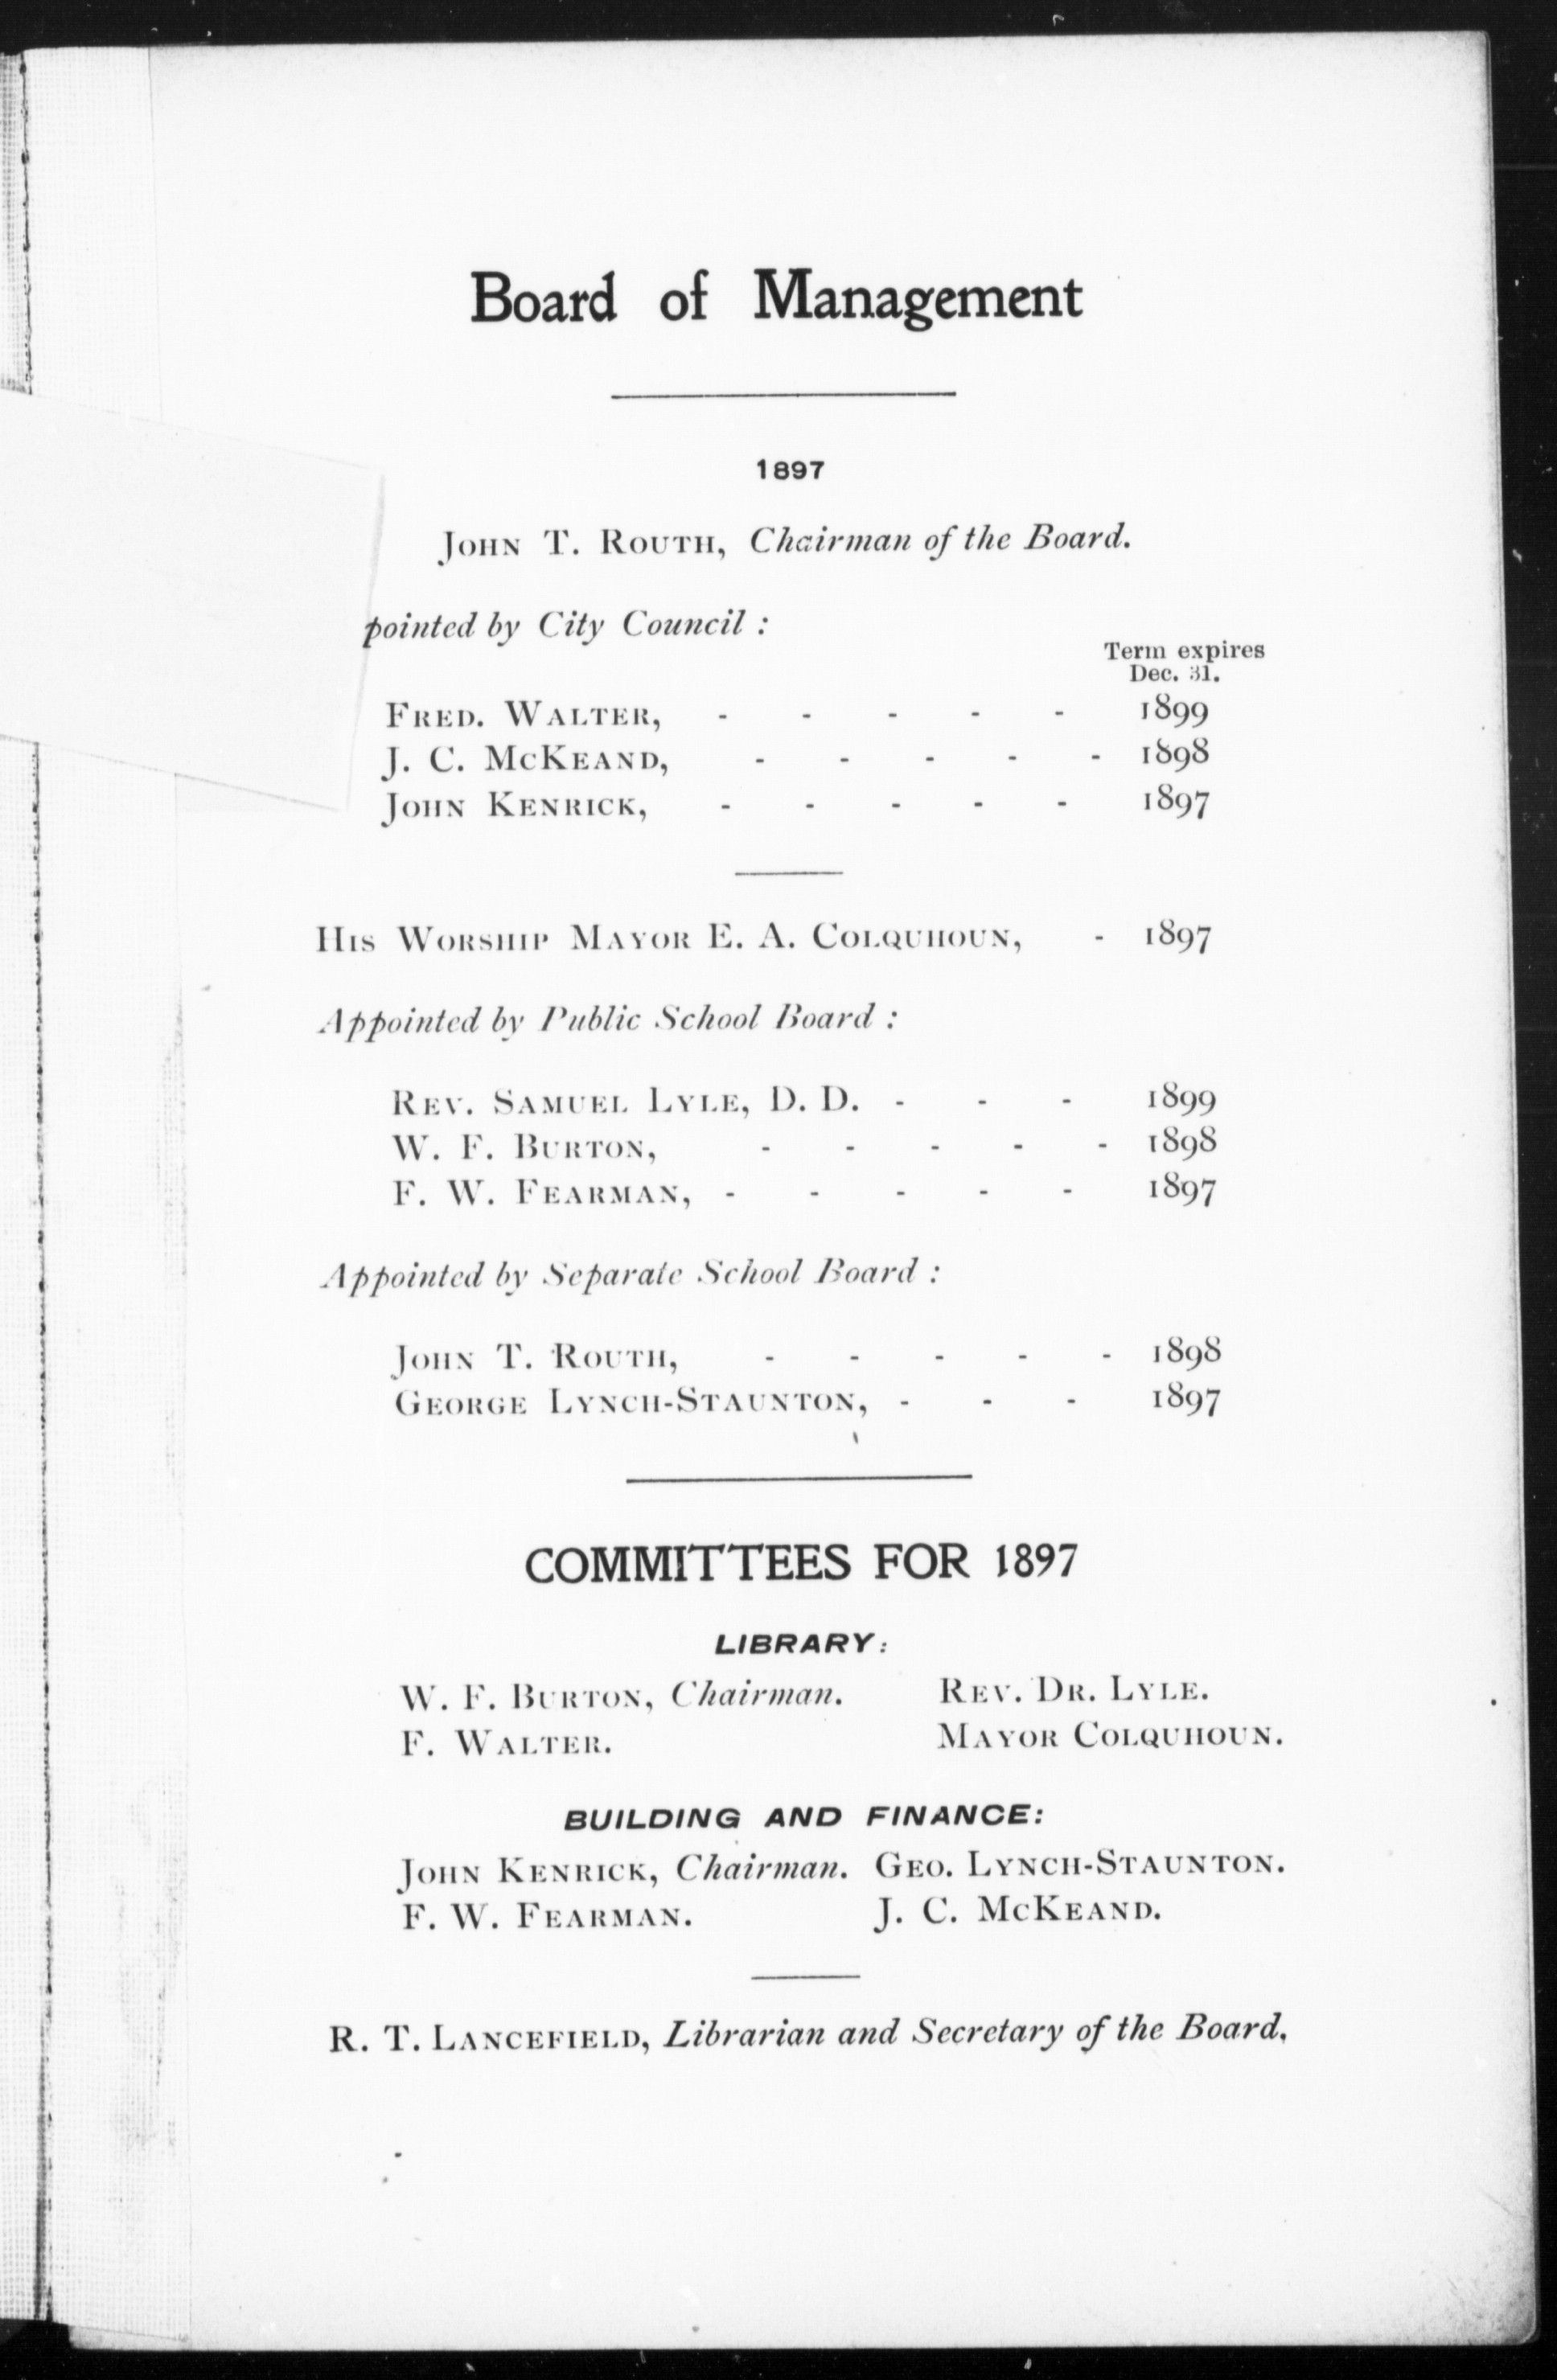 Board of Management
1897
JOHN T. ROUTH, Chairman of the Board.
pointed by City Council :
Term expires
Dec. 31.
FRED. WALTER, - - - - - 1899
J. C. MCKEAND, - - - - - 1898
JOHN KENRICK, - - - - - 1897
HIS WORSHIP MAYOR E. A. COLQUHOUN, - 1897
Appointed by Public School Board :
REV. SAMUEL LYLE, D. D. - - - 1899
W. F. BURTON, - - - - - 1898
F. W. FEARMAN, - - - - - 1897
Appointed by Separate School Board :
JOHN T. ROUTH, - - - - - 1898
GEORGE LYNCH-STAUNTON, - - - 1897
COMMITTEES FOR 1897
LIBRARY:
W. F. BURTON, Chairman. REV. DR. LYLE.
F. WALTER. MAYOR COLQUHOUN.
BUILDING AND FINANCE:
JOHN KENRICK, Chairman. GEO. LYNCH-STAUNTON.
F. W. FEARMAN. J. C. MCKEAND.
R. T. LANCEFIELD, Librarian and Secretary of the Board.